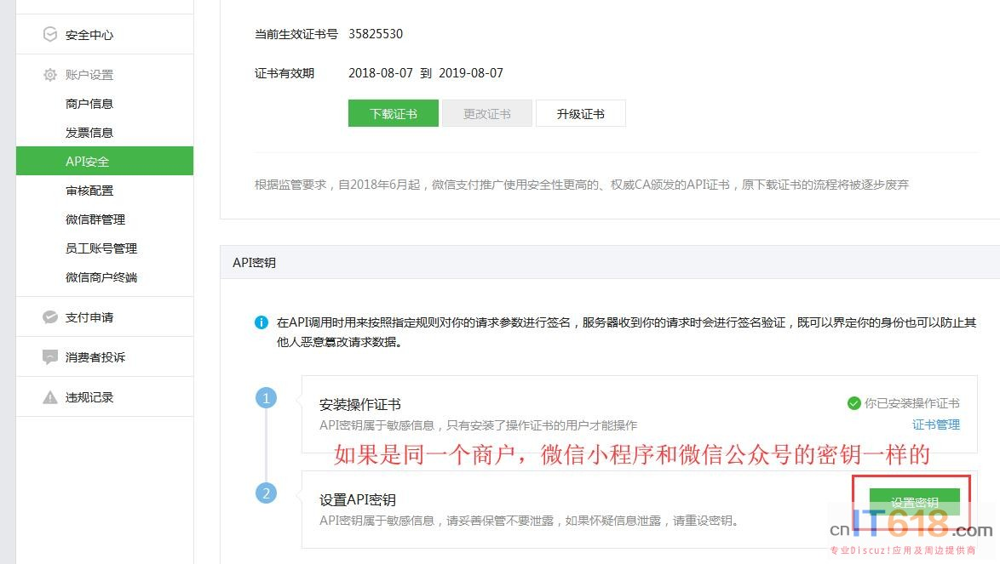 安全中心
账户设置
商户信息
发票信息
API安全
审核配置
微信群管理
员工账号管理
微信商户终端
支付申请
消费者投诉
违规记录
当前生效证书号 35825530
证书有效期 2018-08-07 到 2019-08-07
下载证书 更改证书 升级证书
根据监管要求，自2018年6月起，微信支付推广使用安全性更高的、权威CA颁发的API证书，原下载证书的流程将被逐步废弃
API密钥
在API调用时用来按照指定规则对你的请求参数进行签名，服务器收到你的请求时会进行签名验证，既可以界定你的身份也可以防止其
他人恶意篡改请求数据。
1
安装操作证书
你已安装操作证书
API密钥属于敏感信息，只有安装了操作证书的用户才能操作
证书管理
如果是同一个商户，微信小程序和微信公众号的密钥一样的
2
设置API密钥
设置密钥
API密钥属于敏感信息，请妥善保管不要泄露，如果怀疑信息泄露，请重设密钥。
cnIT618.com
专业Discuz!应用及周边提供商